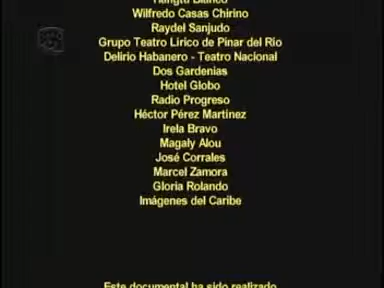 Blanco
Wilfredo Casas Chirino
Raydel Sanjudo
Grupo Teatro Lírico de Pinar del Río
Delirio Habanero - Teatro Nacional
Dos Gardenias
Hotel Globo
Radio Progreso
Héctor Pérez Martínez
Irela Bravo
Magaly Alou
José Corrales
Marcel Zamora
Gloria Rolando
Imágenes del Caribe
Este documental ha sido realizado